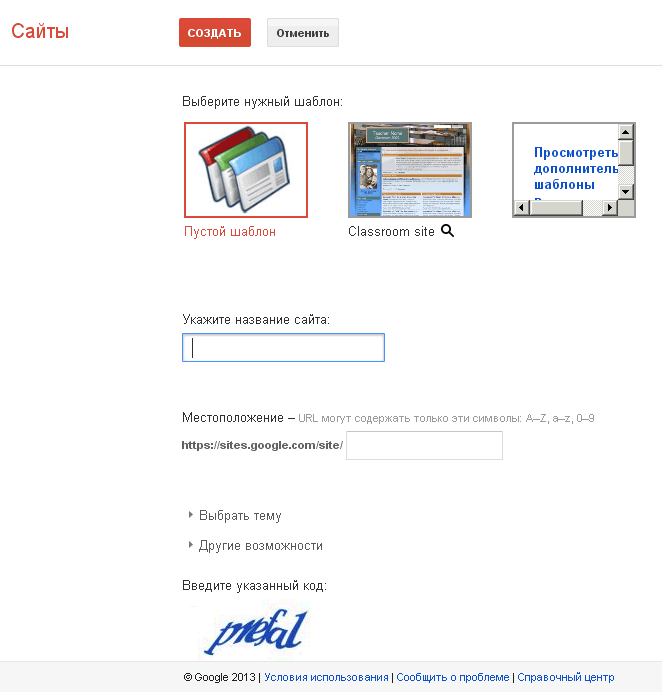 Сайты
СОЗДАТЬ
Отменить
Выберите нужный шаблон:
Просмотреть
дополнитель
шаблоны
Пустой шаблон
Teacher Name
Classroom site
Укажите название сайта:
Местоположение – URL могут содержать только эти символы: A–Z, a–z, 0–9
https://sites.google.com/site/
Выбрать тему
Другие возможности
Введите указанный код:
prefal
© Google 2013 | Условия использования | Сообщить о проблеме | Справочный центр